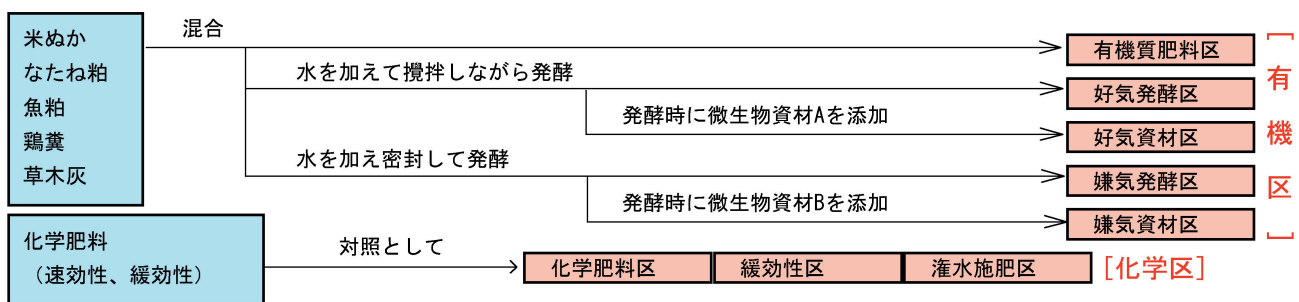 米ぬか
なたね粕
魚粕
鶏糞
草木灰
混合
有機質肥料区
水を加えて攪拌しながら発酵
好気発酵区
発酵時に微生物資材Aを添加
好気資材区
水を加え密封して発酵
嫌気発酵区
発酵時に微生物資材Bを添加
嫌気資材区
[有機区]
化学肥料
(速効性、緩効性)
対照として
化学肥料区
緩効性区
潅水施肥区
[化学区]